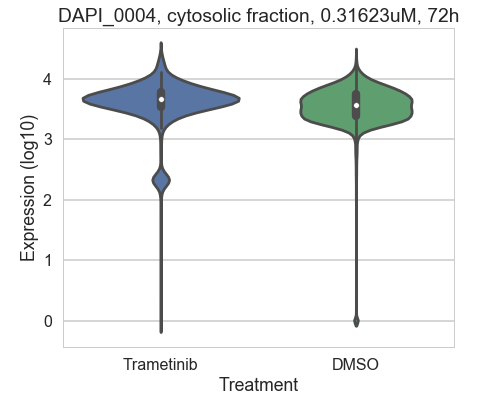 DAPI_0004, cytosolic fraction, 0.31623uM, 72h
Expression (log10)
4
3
2
1
0
Trametinib DMSO
Treatment